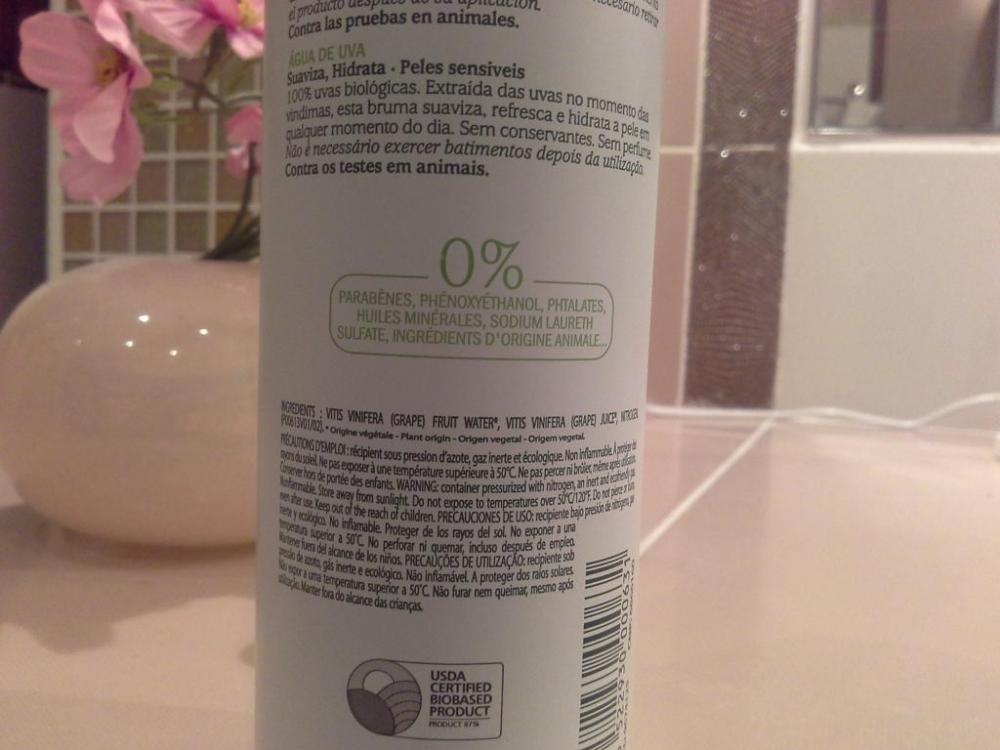 el producto después de su aplicación.
necesario retirar
Contra las pruebas en animales.
ÁGUA DE UVA
Suaviza, Hidrata · Peles sensíveis
100% uvas biológicas. Extraída das uvas no momento das
vindimas, esta bruma suaviza, refresca e hidrata a pele em
qualquer momento do dia. Sem conservantes. Sem perfume.
Não é necessário exercer batimentos depois da utilização.
Contra os testes em animais.
0%
PARABÈNES, PHÉNOXYÉTHANOL, PHTALATES,
HUILES MINÉRALES, SODIUM LAURETH
SULFATE, INGRÉDIENTS D'ORIGINE ANIMALE...
INGREDIENTS : VITIS VINIFERA (GRAPE) FRUIT WATER*, VITIS VINIFERA (GRAPE) JUICE*, NITROGEN
(P00613V01/02). * Origine végétale - Plant origin - Origen vegetal - Origem vegetal.
PRÉCAUTIONS D'EMPLOI : récipient sous pression d'azote, gaz inerte et écologique. Non inflammable. À protéger des
rayons du soleil. Ne pas exposer à une température supérieure à 50°C. Ne pas percer ni brûler, même après utilisation.
Conserver hors de portée des enfants. WARNING: container pressurized with nitrogen, an inert and ecofriendly gas.
Nonflammable. Store away from sunlight. Do not expose to temperatures over 50°C/120°F. Do not pierce or burn,
even after use. Keep out of the reach of children. PRECAUCIONES DE USO: recipiente bajo presión de nitrógeno, gas
inerte y ecológico. No inflamable. Proteger de los rayos del sol. No exponer a una
temperatura superior a 50°C. No perforar ni quemar, incluso después de empleo.
Mantener fuera del alcance de los niños. PRECAUÇÕES DE UTILIZAÇÃO: recipiente sob
pressão de azoto, gás inerte e ecológico. Não inflamável. A proteger dos raios solares.
Não expor a uma temperatura superior a 50°C. Não furar nem queimar, mesmo após
utilização. Manter fora do alcance das crianças.
USDA
CERTIFIED
BIOBASED
PRODUCT
PRODUCT 97%